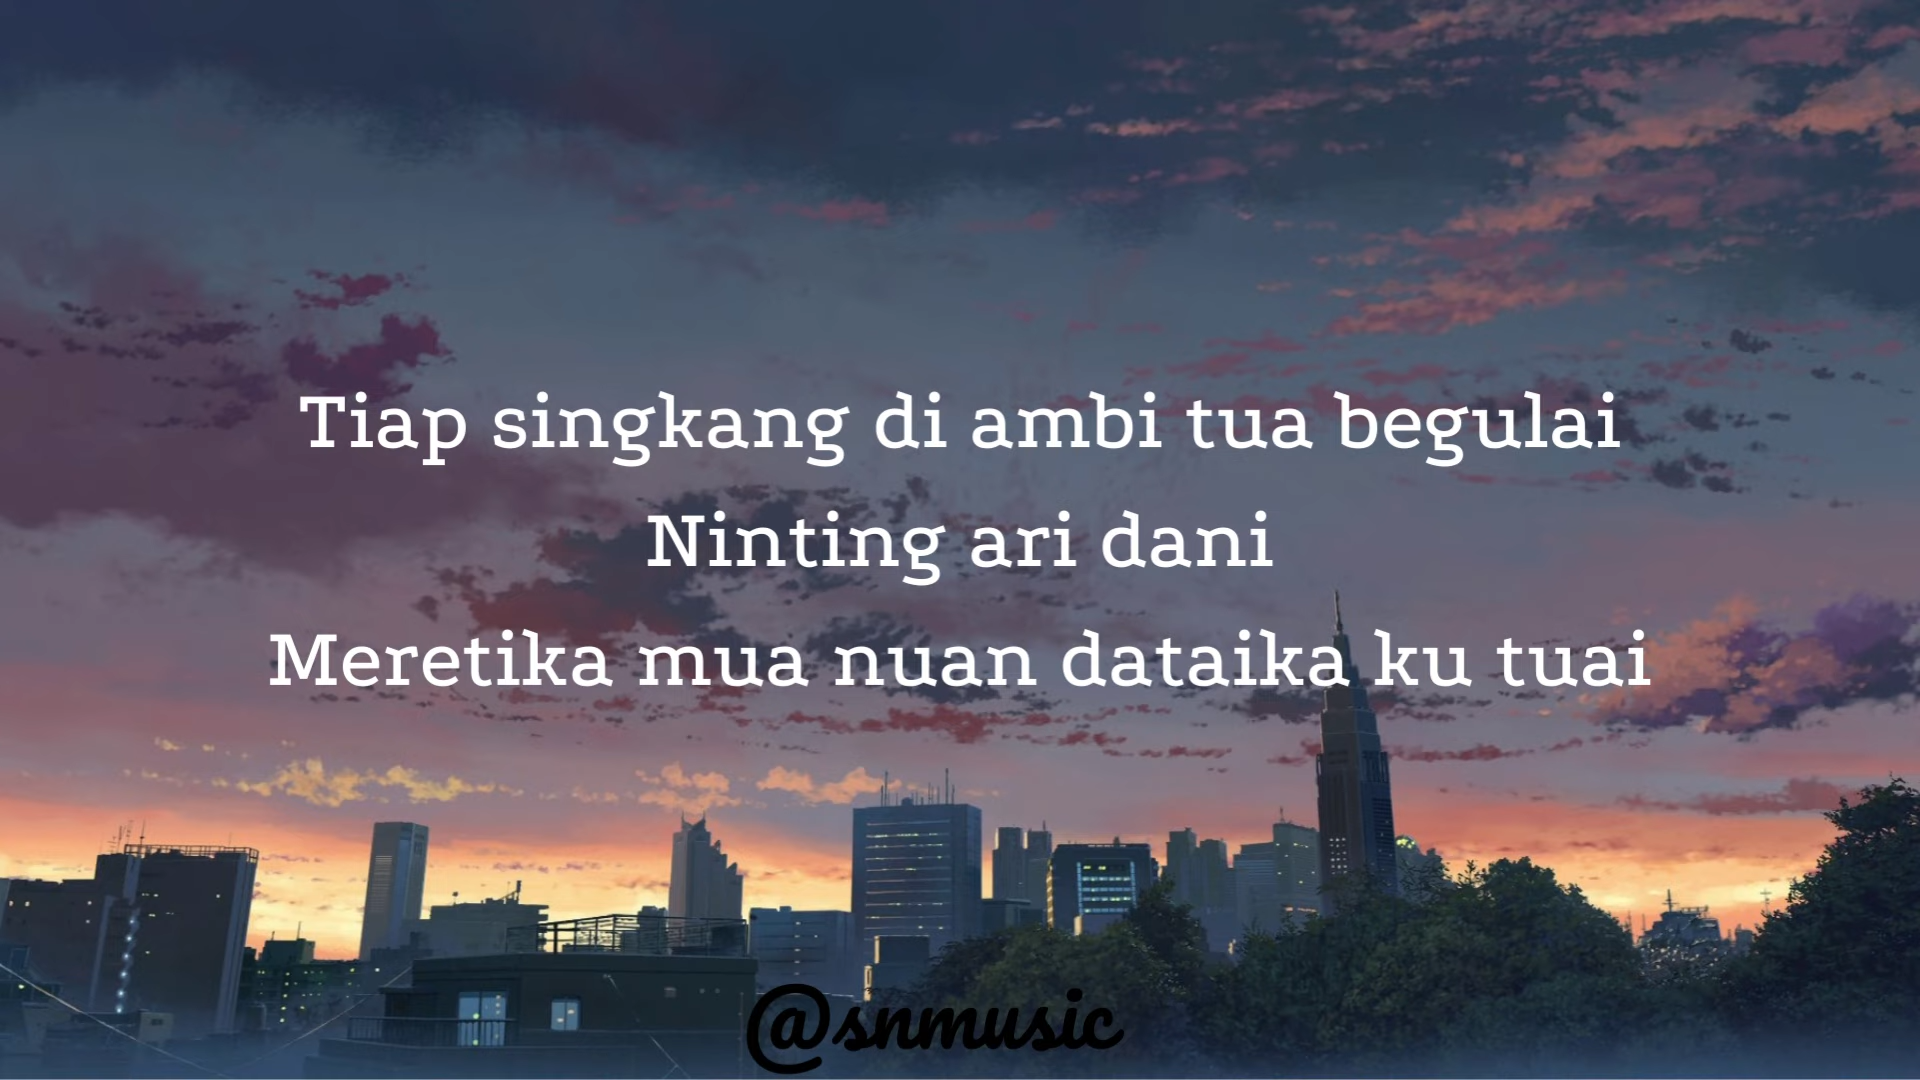 Tiap singkang di ambi tua begulai
Ninting ari dani
Meretika mua nuan dataika ku tuai
@snmusic